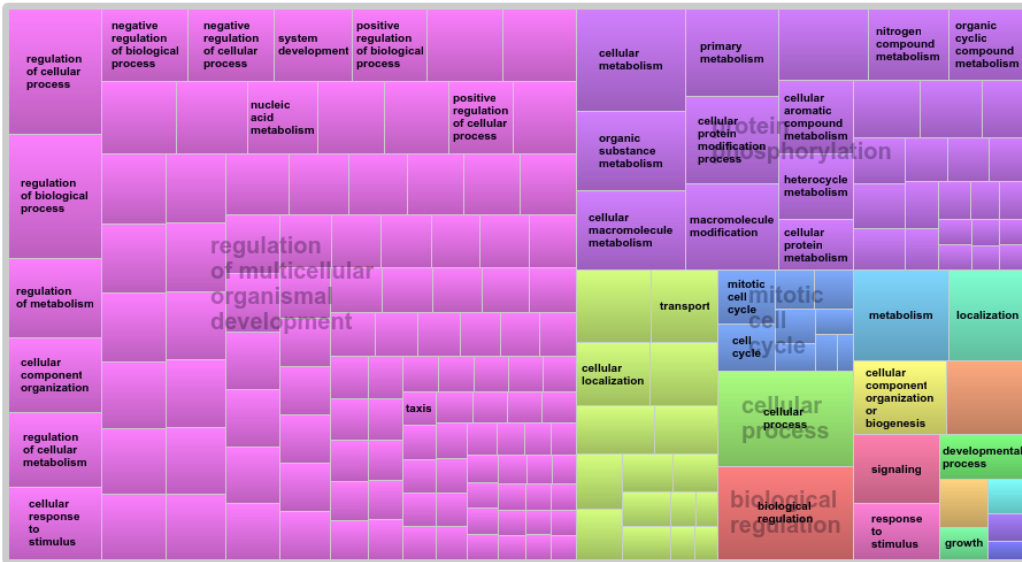 regulation
of cellular
process
negative
regulation
of biological
process
negative
regulation
of cellular
process
system
development
positive
regulation
of biological
process
nucleic
acid
metabolism
positive
regulation
of cellular
process
regulation
of biological
process
regulation
of metabolism
cellular
component
organization
regulation
of cellular
metabolism
cellular
response
to
stimulus
regulation
of multicellular
organismal
development
taxis
cellular
metabolism
primary
metabolism
nitrogen
compound
metabolism
organic
cyclic
compound
metabolism
organic
substance
metabolism
cellular
protein
modification
process
cellular
aromatic
compound
metabolism
protein
phosphorylation
heterocycle
metabolism
cellular
macromolecule
metabolism
macromolecule
modification
cellular
protein
metabolism
transport
cellular
localization
mitotic
cell
cycle
cell
cycle
mitotic
cell
cycle
metabolism
localization
cellular
process
cellular
process
cellular
component
organization
or
biogenesis
biological
regulation
biological
regulation
signaling
developmental
process
response
to
stimulus
growth